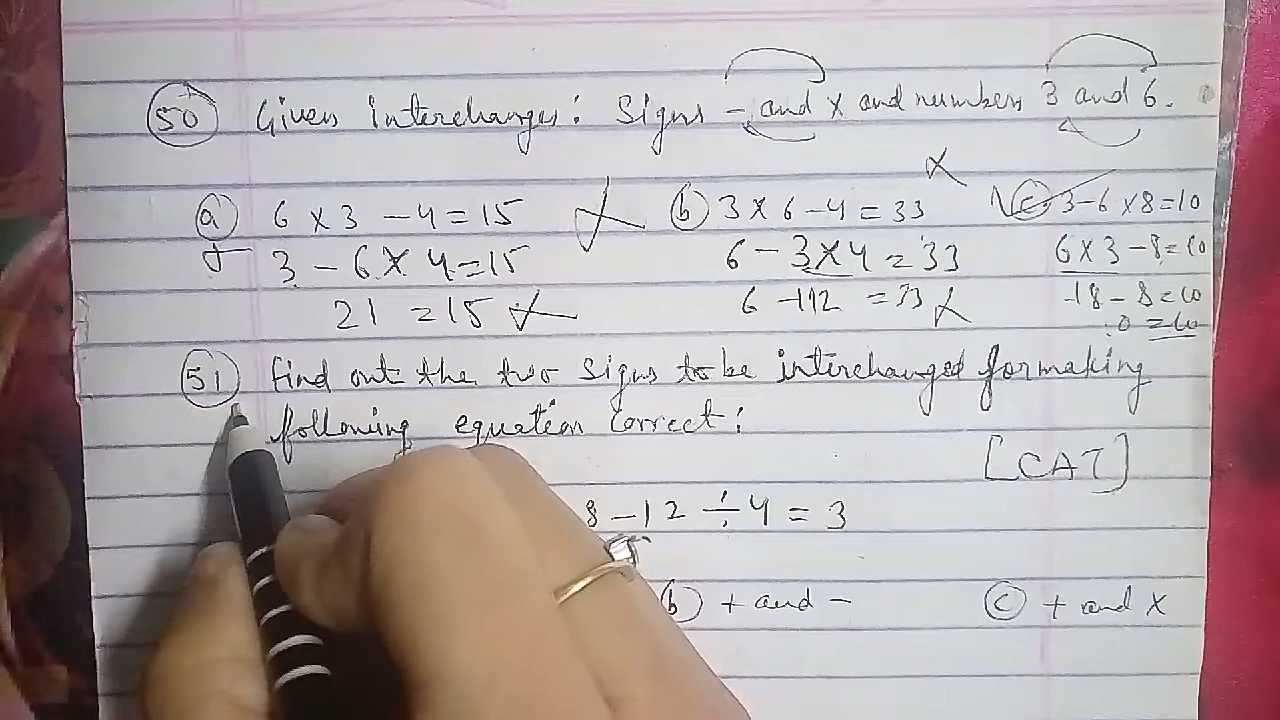 50 Given interchanges: Signs - and × and numbers 3 and 6.
a 6 × 3 - 4 = 15 b 3 × 6 - 4 = 33 c 3 - 6 × 8 = 10
3 - 6 × 4 = 15 6 - 3 × 4 = 33 6 × 3 - 8 = 10
21 = 15 6 - 112 = 33 18 - 8 = 10
10 = 10
51 Find out the two signs to be interchanged for making
following equation correct:
[CAT]
8 - 12 ÷ 4 = 3
b) + and - c + and ×